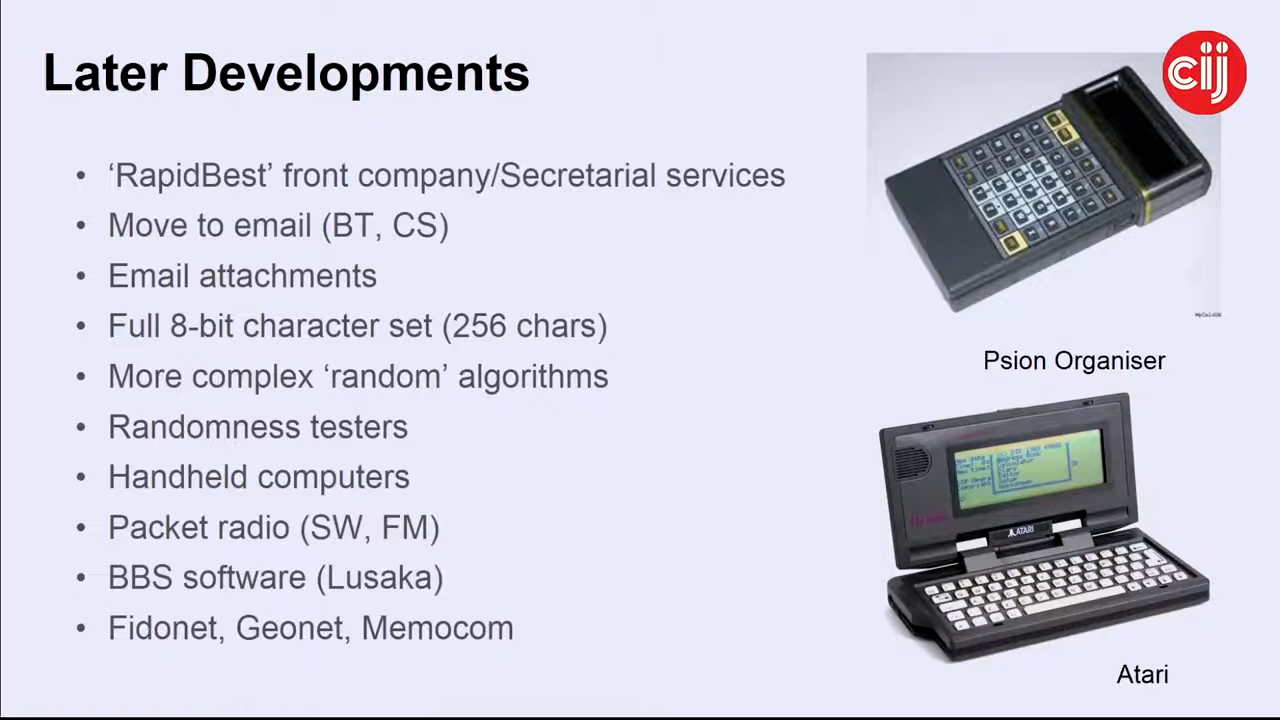 Later Developments
cij
• ‘RapidBest’ front company/Secretarial services
• Move to email (BT, CS)
• Email attachments
• Full 8-bit character set (256 chars)
• More complex ‘random’ algorithms
• Randomness testers
• Handheld computers
• Packet radio (SW, FM)
• BBS software (Lusaka)
• Fidonet, Geonet, Memocom
Psion Organiser
ATARI
Atari